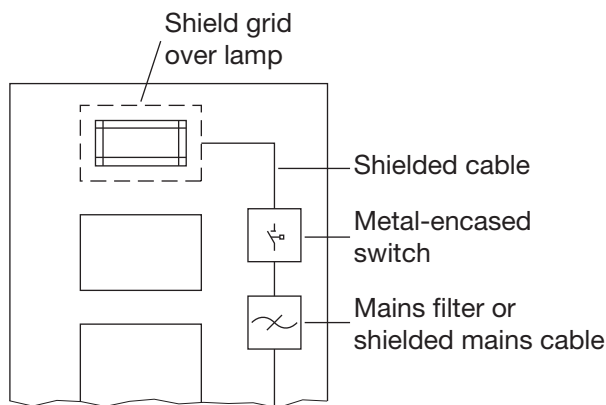 Shield grid
over lamp
Shielded cable
Metal-encased
switch
Mains filter or
shielded mains cable